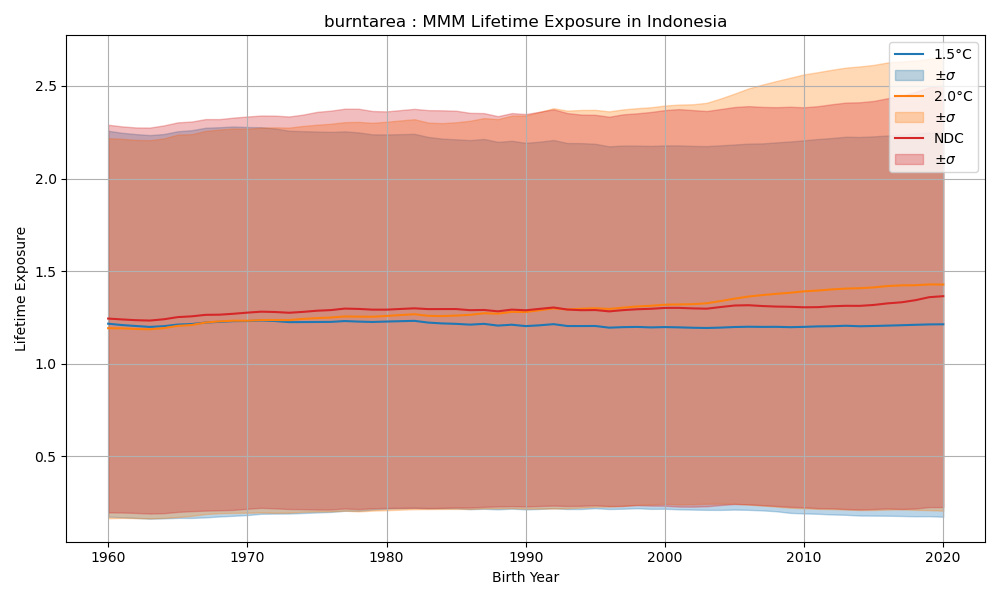 burntarea : MMM Lifetime Exposure in Indonesia
1.5°C
±σ
2.0°C
±σ
NDC
±σ
Lifetime Exposure
2.5
2.0
1.5
1.0
0.5
1960 1970 1980 1990 2000 2010 2020
Birth Year